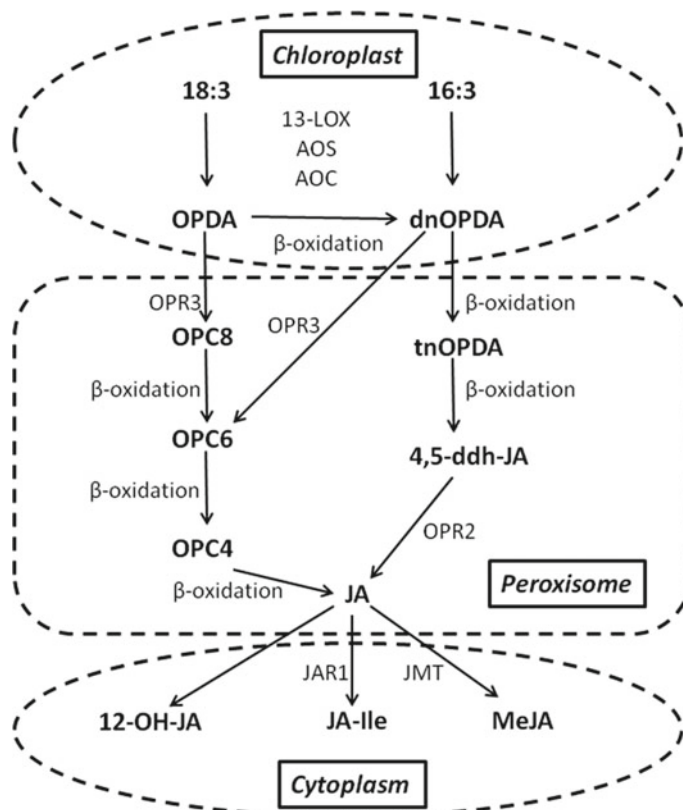 Chloroplast
18:3 16:3
13-LOX
AOS
AOC
OPDA dnOPDA
β-oxidation
OPR3 OPR3 β-oxidation
OPC8 tnOPDA
β-oxidation β-oxidation
OPC6 4,5-ddh-JA
β-oxidation
OPR2
OPC4
β-oxidation JA Peroxisome
JAR1 JMT
12-OH-JA JA-Ile MeJA
Cytoplasm